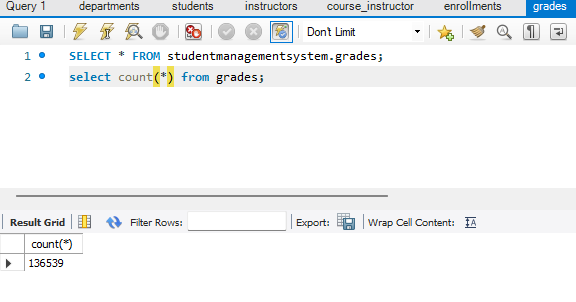 Query 1 departments students instructors course_instructor enrollments grades
Don't Limit
1 SELECT * FROM studentmanagementsystem.grades;
2 select count(*) from grades;
Result Grid Filter Rows: Export: Wrap Cell Content:
count(*)
136539